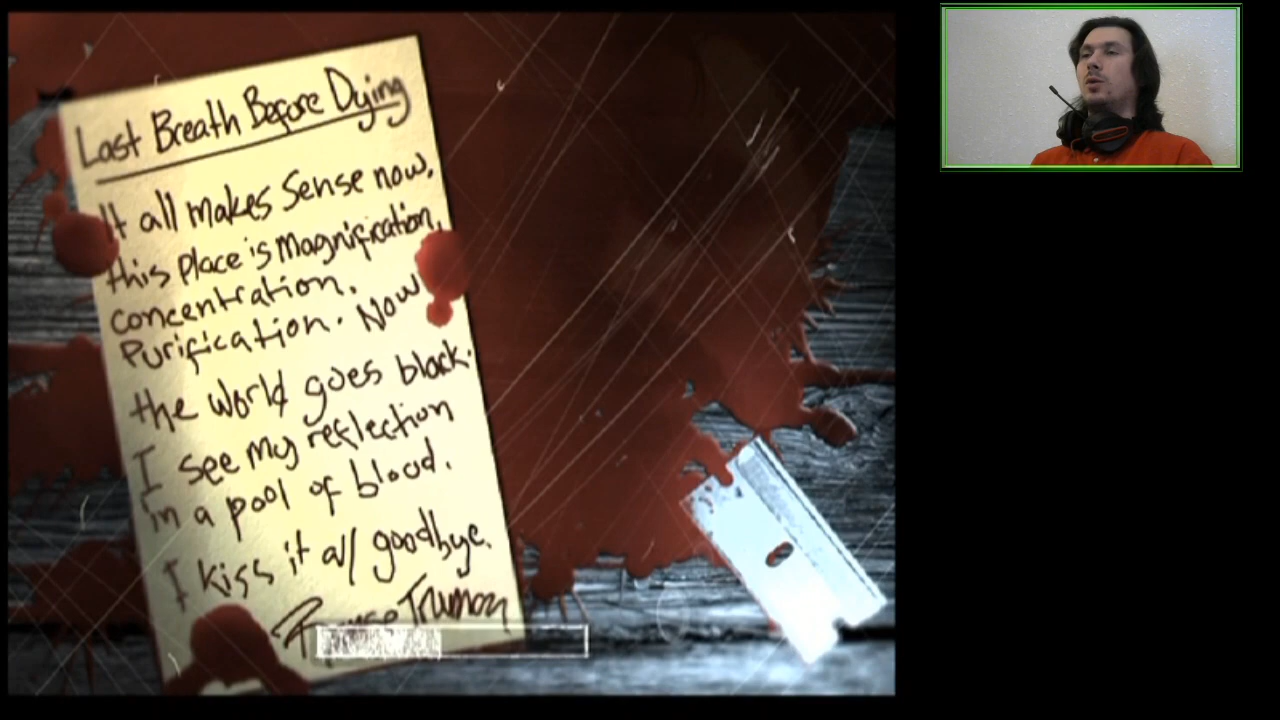 Last Breath Before Dying
It all makes sense now.
this place is magnification.
concentration.
Purification. Now
the world goes black.
I see my reflection
in a pool of blood.
I kiss it all goodbye.
Truman